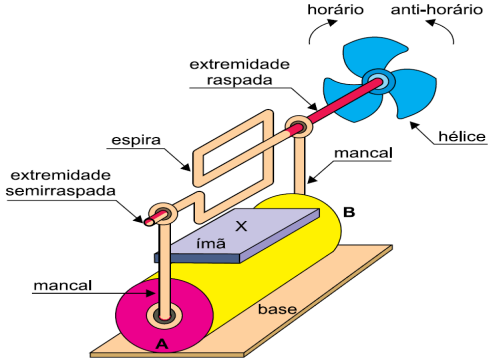 horário
anti-horário
extremidade
raspada
espira
hélice
extremidade
semirraspada
mancal
B
X
ímã
mancal
base
A